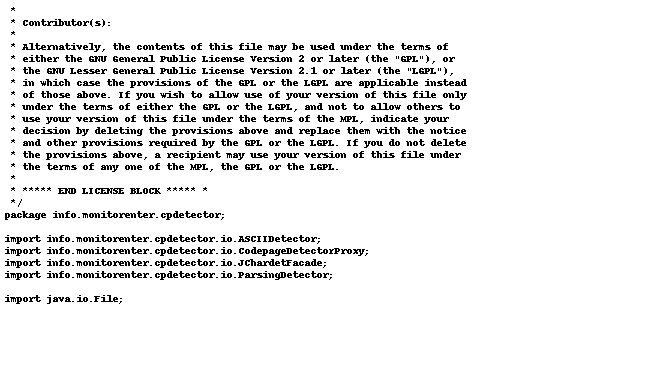 *
 * Contributor(s):
 *
 * Alternatively, the contents of this file may be used under the terms of
 * either the GNU General Public License Version 2 or later (the "GPL"), or
 * the GNU Lesser General Public License Version 2.1 or later (the "LGPL"),
 * in which case the provisions of the GPL or the LGPL are applicable instead
 * of those above. If you wish to allow use of your version of this file only
 * under the terms of either the GPL or the LGPL, and not to allow others to
 * use your version of this file under the terms of the MPL, indicate your
 * decision by deleting the provisions above and replace them with the notice
 * and other provisions required by the GPL or the LGPL. If you do not delete
 * the provisions above, a recipient may use your version of this file under
 * the terms of any one of the MPL, the GPL or the LGPL.
 *
 * ***** END LICENSE BLOCK ***** *
 */
package info.monitorenter.cpdetector;

import info.monitorenter.cpdetector.io.ASCIIDetector;
import info.monitorenter.cpdetector.io.CodepageDetectorProxy;
import info.monitorenter.cpdetector.io.JChardetFacade;
import info.monitorenter.cpdetector.io.ParsingDetector;

import java.io.File;